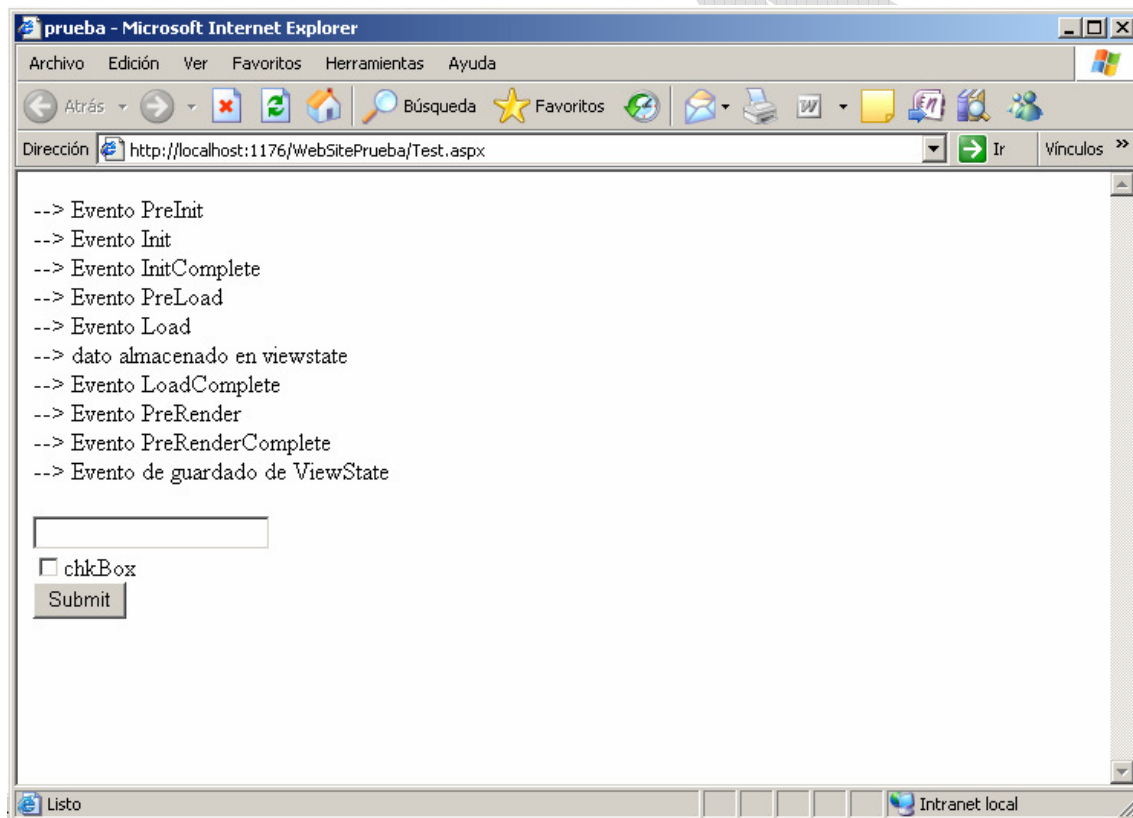 prueba - Microsoft Internet Explorer
Archivo Edición Ver Favoritos Herramientas Ayuda
Atrás Búsqueda Favoritos
Dirección http://localhost:1176/WebSitePrueba/Test.aspx Ir Vínculos »
--> Evento PreInit
--> Evento Init
--> Evento InitComplete
--> Evento PreLoad
--> Evento Load
--> dato almacenado en viewstate
--> Evento LoadComplete
--> Evento PreRender
--> Evento PreRenderComplete
--> Evento de guardado de ViewState
chkBox
Submit
Listo Intranet local